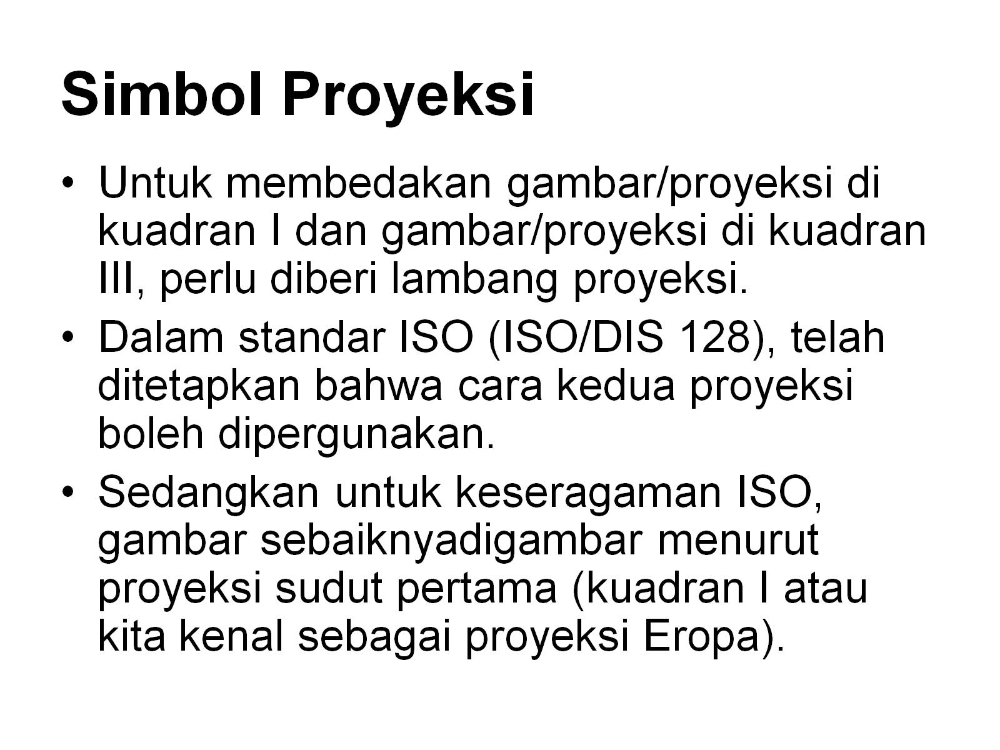 Simbol Proyeksi
• Untuk membedakan gambar/proyeksi di
kuadran I dan gambar/proyeksi di kuadran
III, perlu diberi lambang proyeksi.
• Dalam standar ISO (ISO/DIS 128), telah
ditetapkan bahwa cara kedua proyeksi
boleh dipergunakan.
• Sedangkan untuk keseragaman ISO,
gambar sebaiknyadigambar menurut
proyeksi sudut pertama (kuadran I atau
kita kenal sebagai proyeksi Eropa).